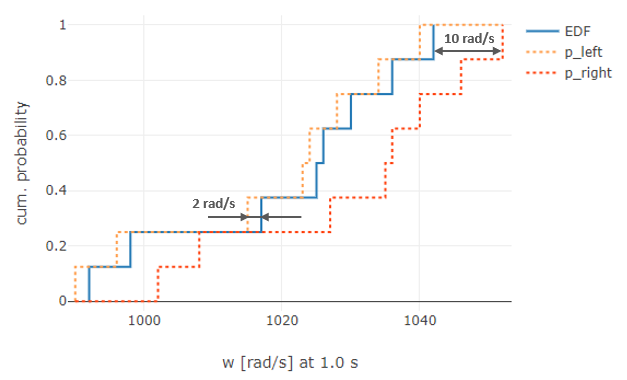 1
10 rad/s
EDF
p_left
p_right
0.8
0.6
cum. probability
0.4
2 rad/s
0.2
0
1000
1020
1040
w [rad/s] at 1.0 s